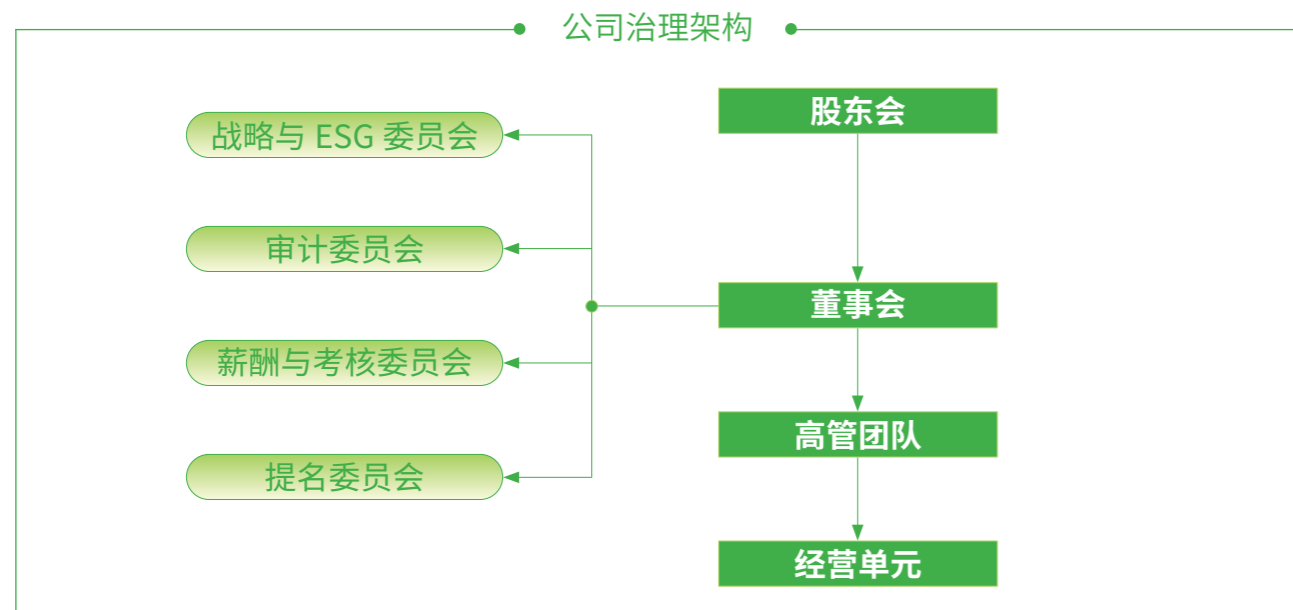 公司治理架构
股东会
战略与 ESG 委员会
审计委员会
董事会
薪酬与考核委员会
高管团队
提名委员会
经营单元